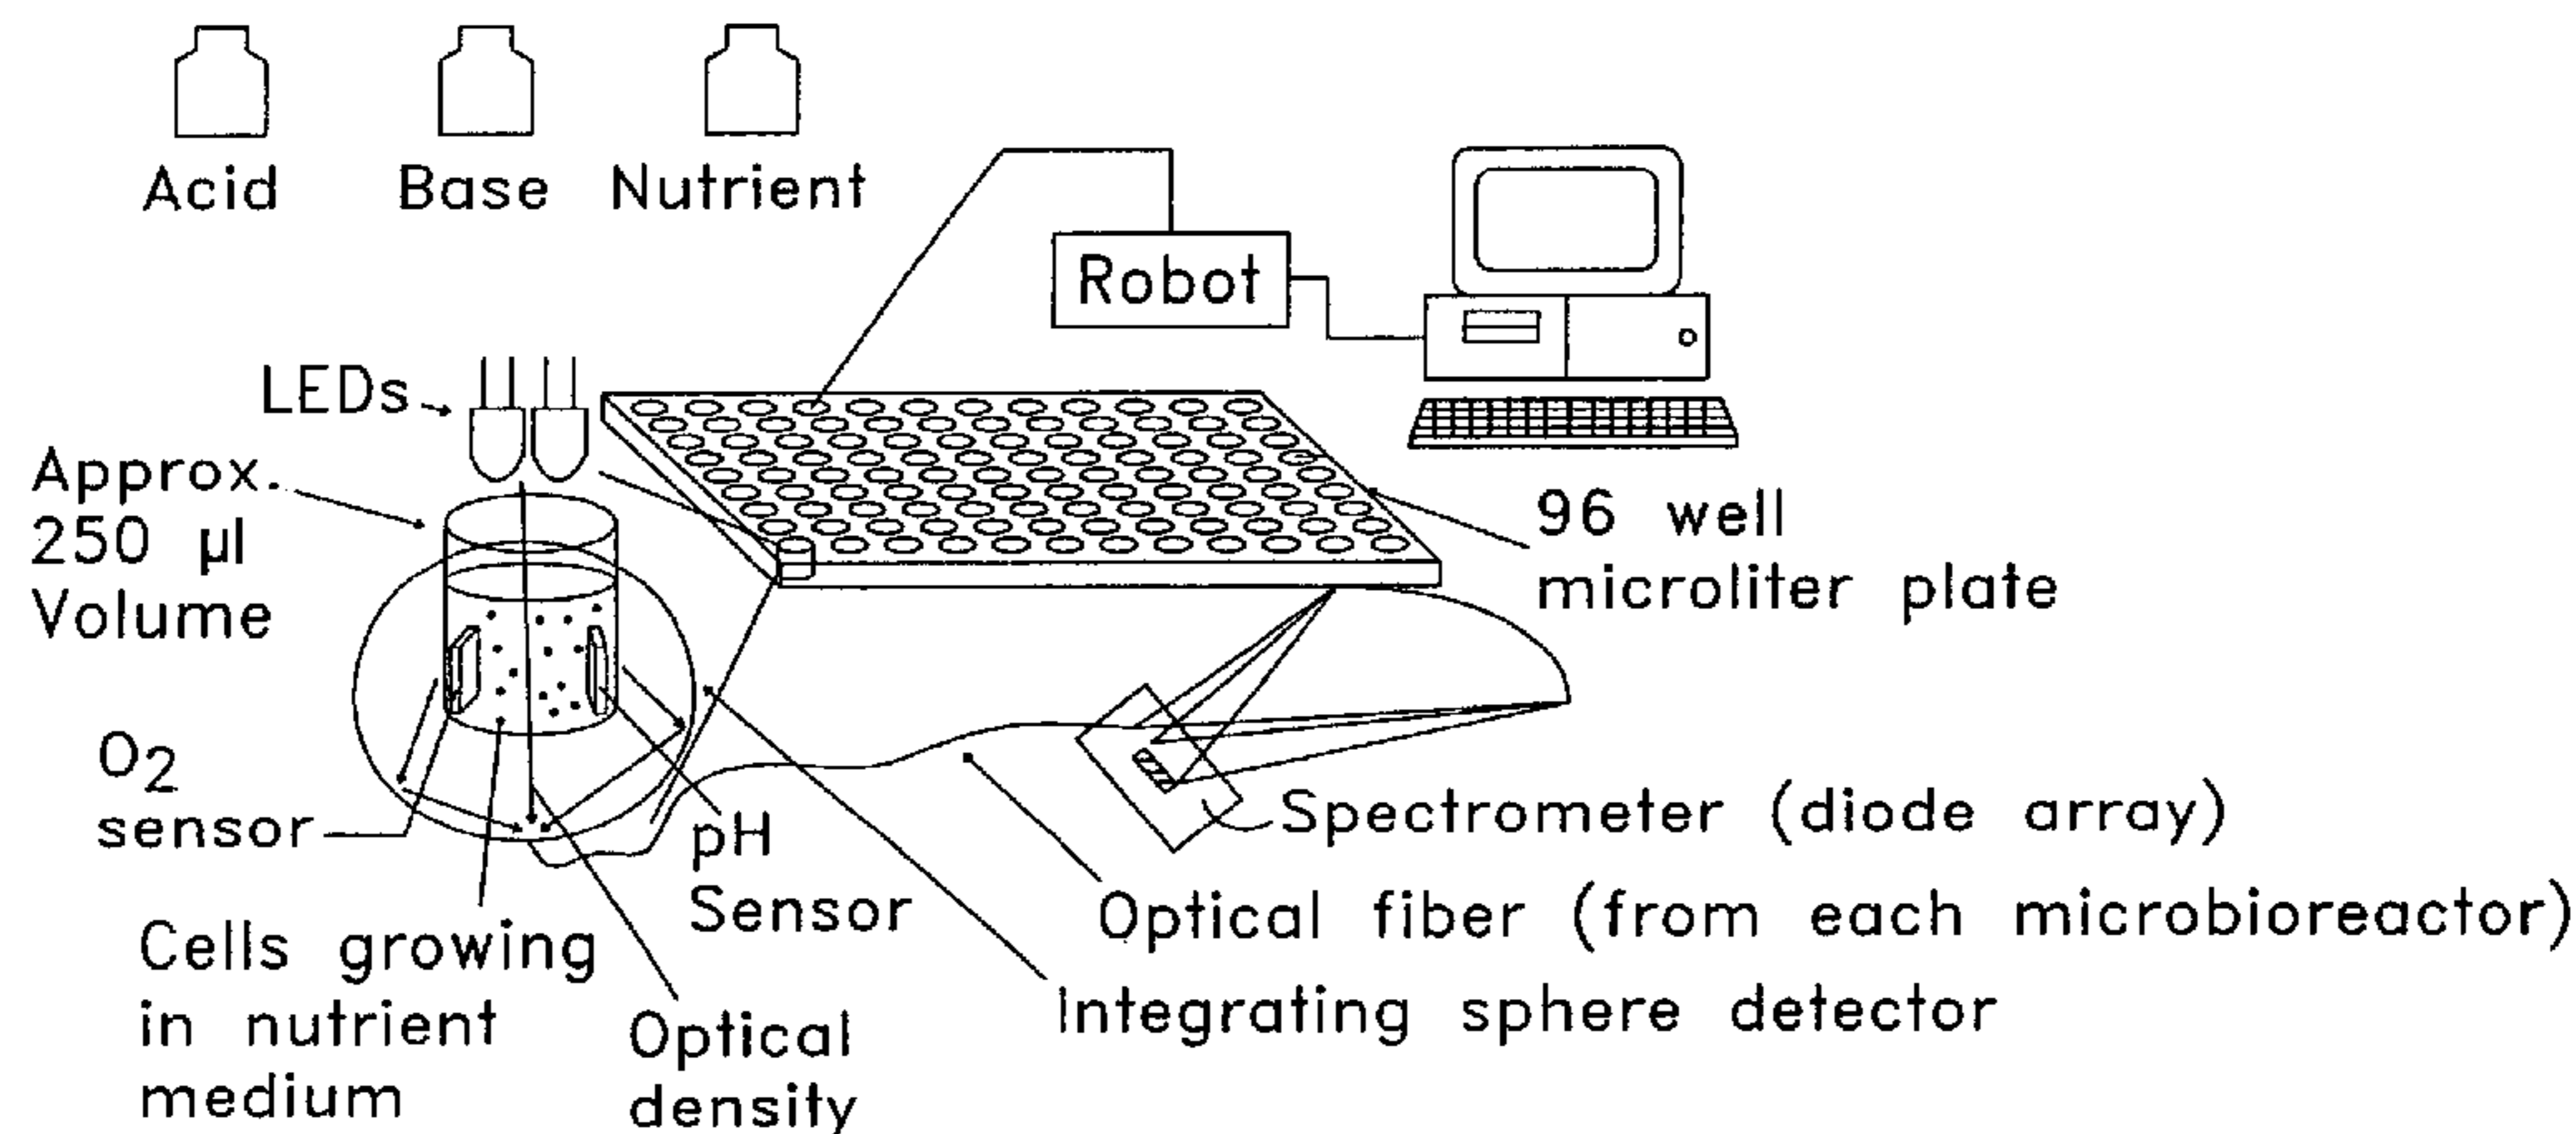 Acid
Base
Nutrient
Robot
LEDs
Approx.
250 µl
Volume
96 well
microliter plate
O2
sensor
pH
Sensor
Spectrometer (diode array)
Optical fiber (from each microbioreactor)
Integrating sphere detector
Cells growing
in nutrient
medium
Optical
density